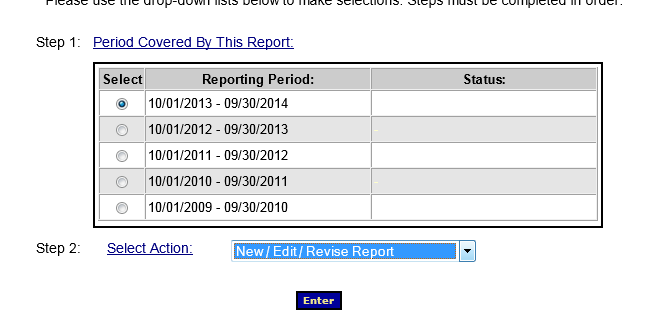 Please use the drop-down lists below to make selections. Steps must be completed in order.
Step 1: Period Covered By This Report:
Select Reporting Period: Status:
10/01/2013 - 09/30/2014
10/01/2012 - 09/30/2013 -
10/01/2011 - 09/30/2012
10/01/2010 - 09/30/2011 -
10/01/2009 - 09/30/2010
Step 2: Select Action: New / Edit / Revise Report
Enter